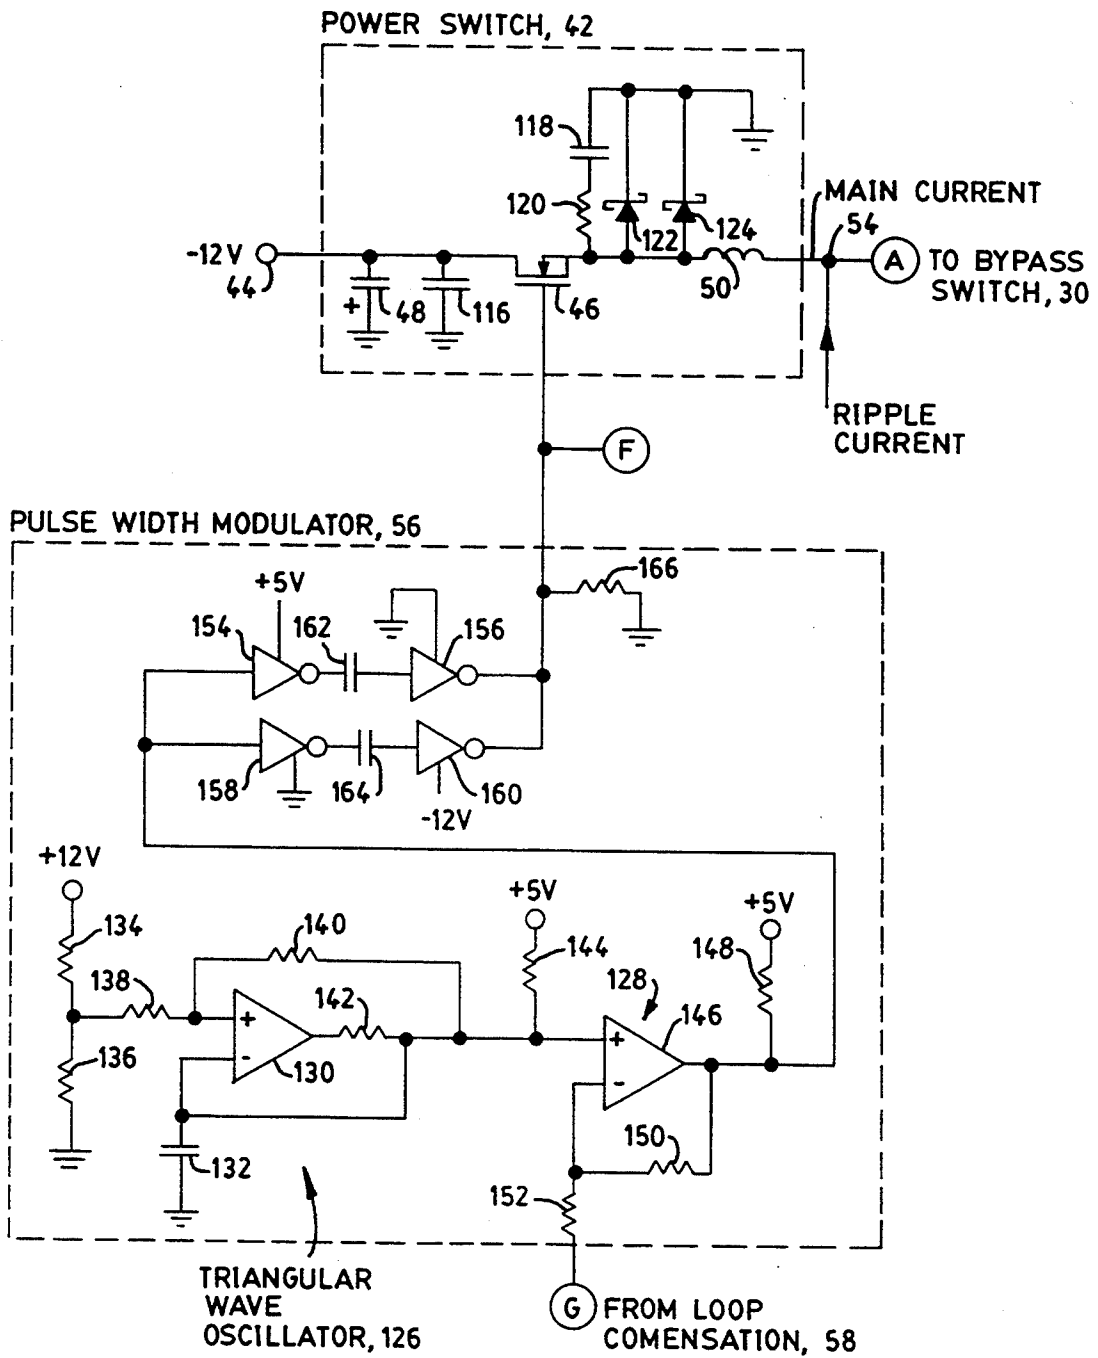 POWER SWITCH, 42
118
120
122
124
MAIN CURRENT
54
-12V
44
+
48
116
46
50
A
TO BYPASS
SWITCH, 30
RIPPLE
CURRENT
F
PULSE WIDTH MODULATOR, 56
+5V
166
154
162
156
158
164
160
-12V
+12V
134
138
136
140
142
+
-
130
132
+5V
144
128
146
+
-
+5V
148
150
152
TRIANGULAR
WAVE
OSCILLATOR, 126
G
FROM LOOP
COMENSATION, 58